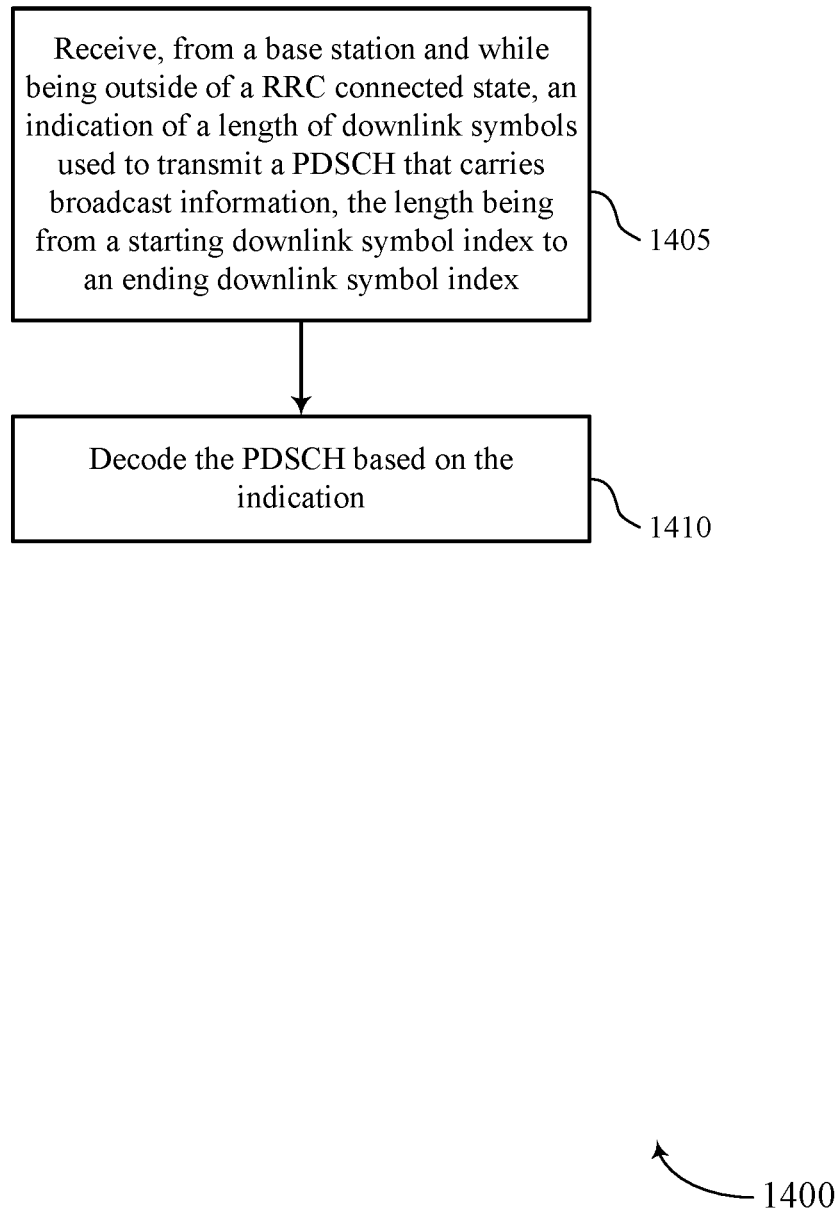 Receive, from a base station and while
being outside of a RRC connected state, an
indication of a length of downlink symbols
used to transmit a PDSCH that carries
broadcast information, the length being
from a starting downlink symbol index to
an ending downlink symbol index
1405
Decode the PDSCH based on the
indication
1410
1400